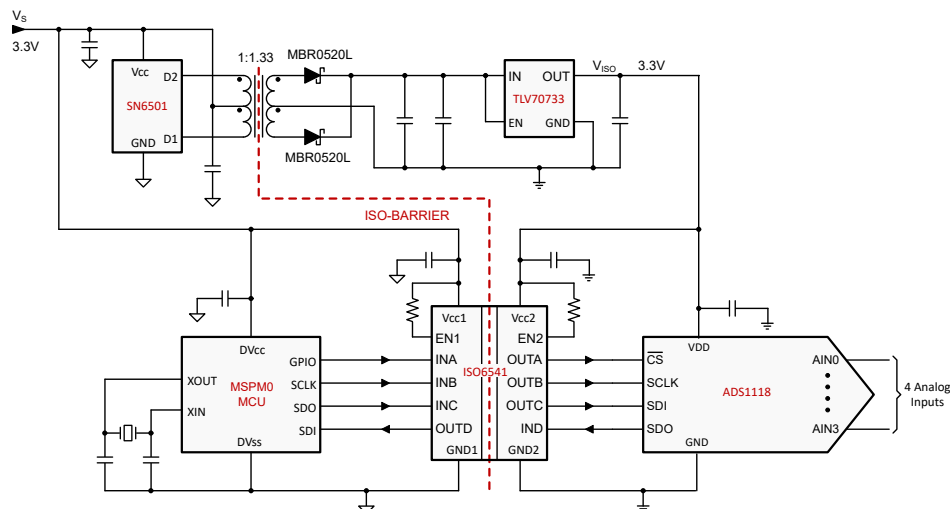 VS
3.3V
1:1.33
MBR0520L
Vcc
D2
SN6501
GND
D1
MBR0520L
IN
OUT
TLV70733
EN
GND
VISO
3.3V
ISO-BARRIER
DVcc
XOUT
XIN
MSPM0
MCU
GPIO
SCLK
SDO
SDI
DVss
Vcc1
EN1
INA
INB
INC
OUTD
GND1
ISO6541
Vcc2
EN2
OUTA
OUTB
OUTC
IND
GND2
VDD
CS
SCLK
SDI
SDO
ADS1118
GND
AIN0
AIN3
4 Analog
Inputs